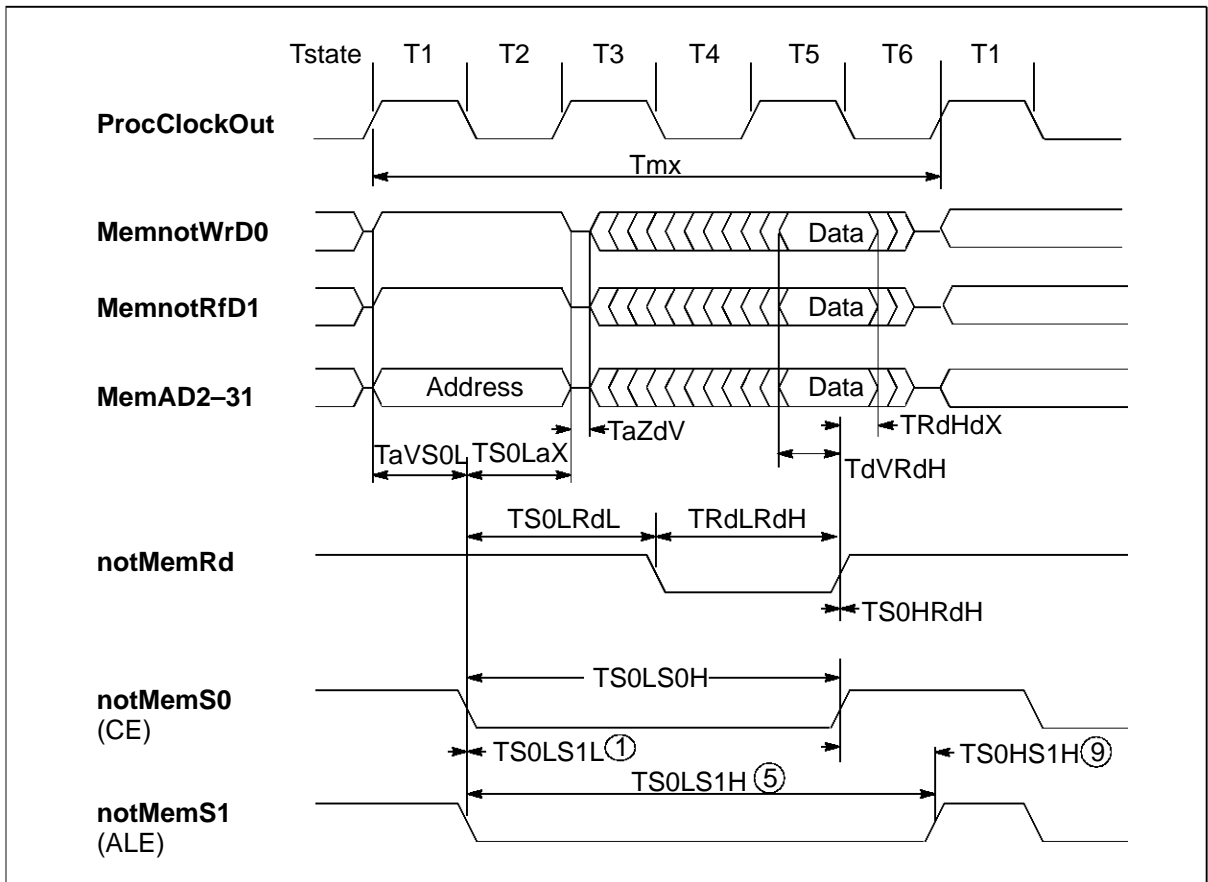 Tstate T1 T2 T3 T4 T5 T6 T1
ProcClockOut
Tmx
MemnotWrD0 Data
MemnotRfD1 Data
MemAD2–31 Address Data
TaZdV TRdHdX
TaVS0L TS0LaX TdVRdH
TS0LRdL TRdLRdH
notMemRd
TS0HRdH
TS0LS0H
notMemS0
(CE)
TS0LS1L① TS0HS1H⑨
TS0LS1H⑤
notMemS1
(ALE)